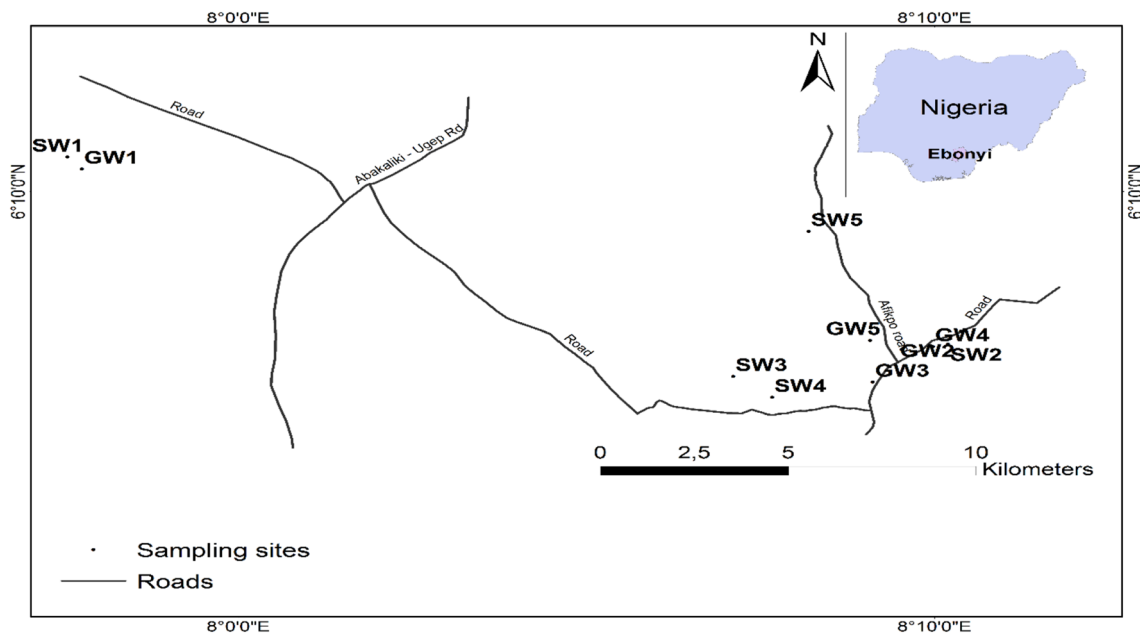 8°0'0"E
8°10'0"E
N
Nigeria
Ebonyi
Road
Abakaliki - Ugep Rd
SW1
GW1
6°10'0"N
6°10'0"N
SW5
Afikpo road
Road
GW5
GW4
GW2
SW2
Road
SW3
GW3
SW4
0 2,5 5 10
Kilometers
Sampling sites
Roads
8°0'0"E
8°10'0"E